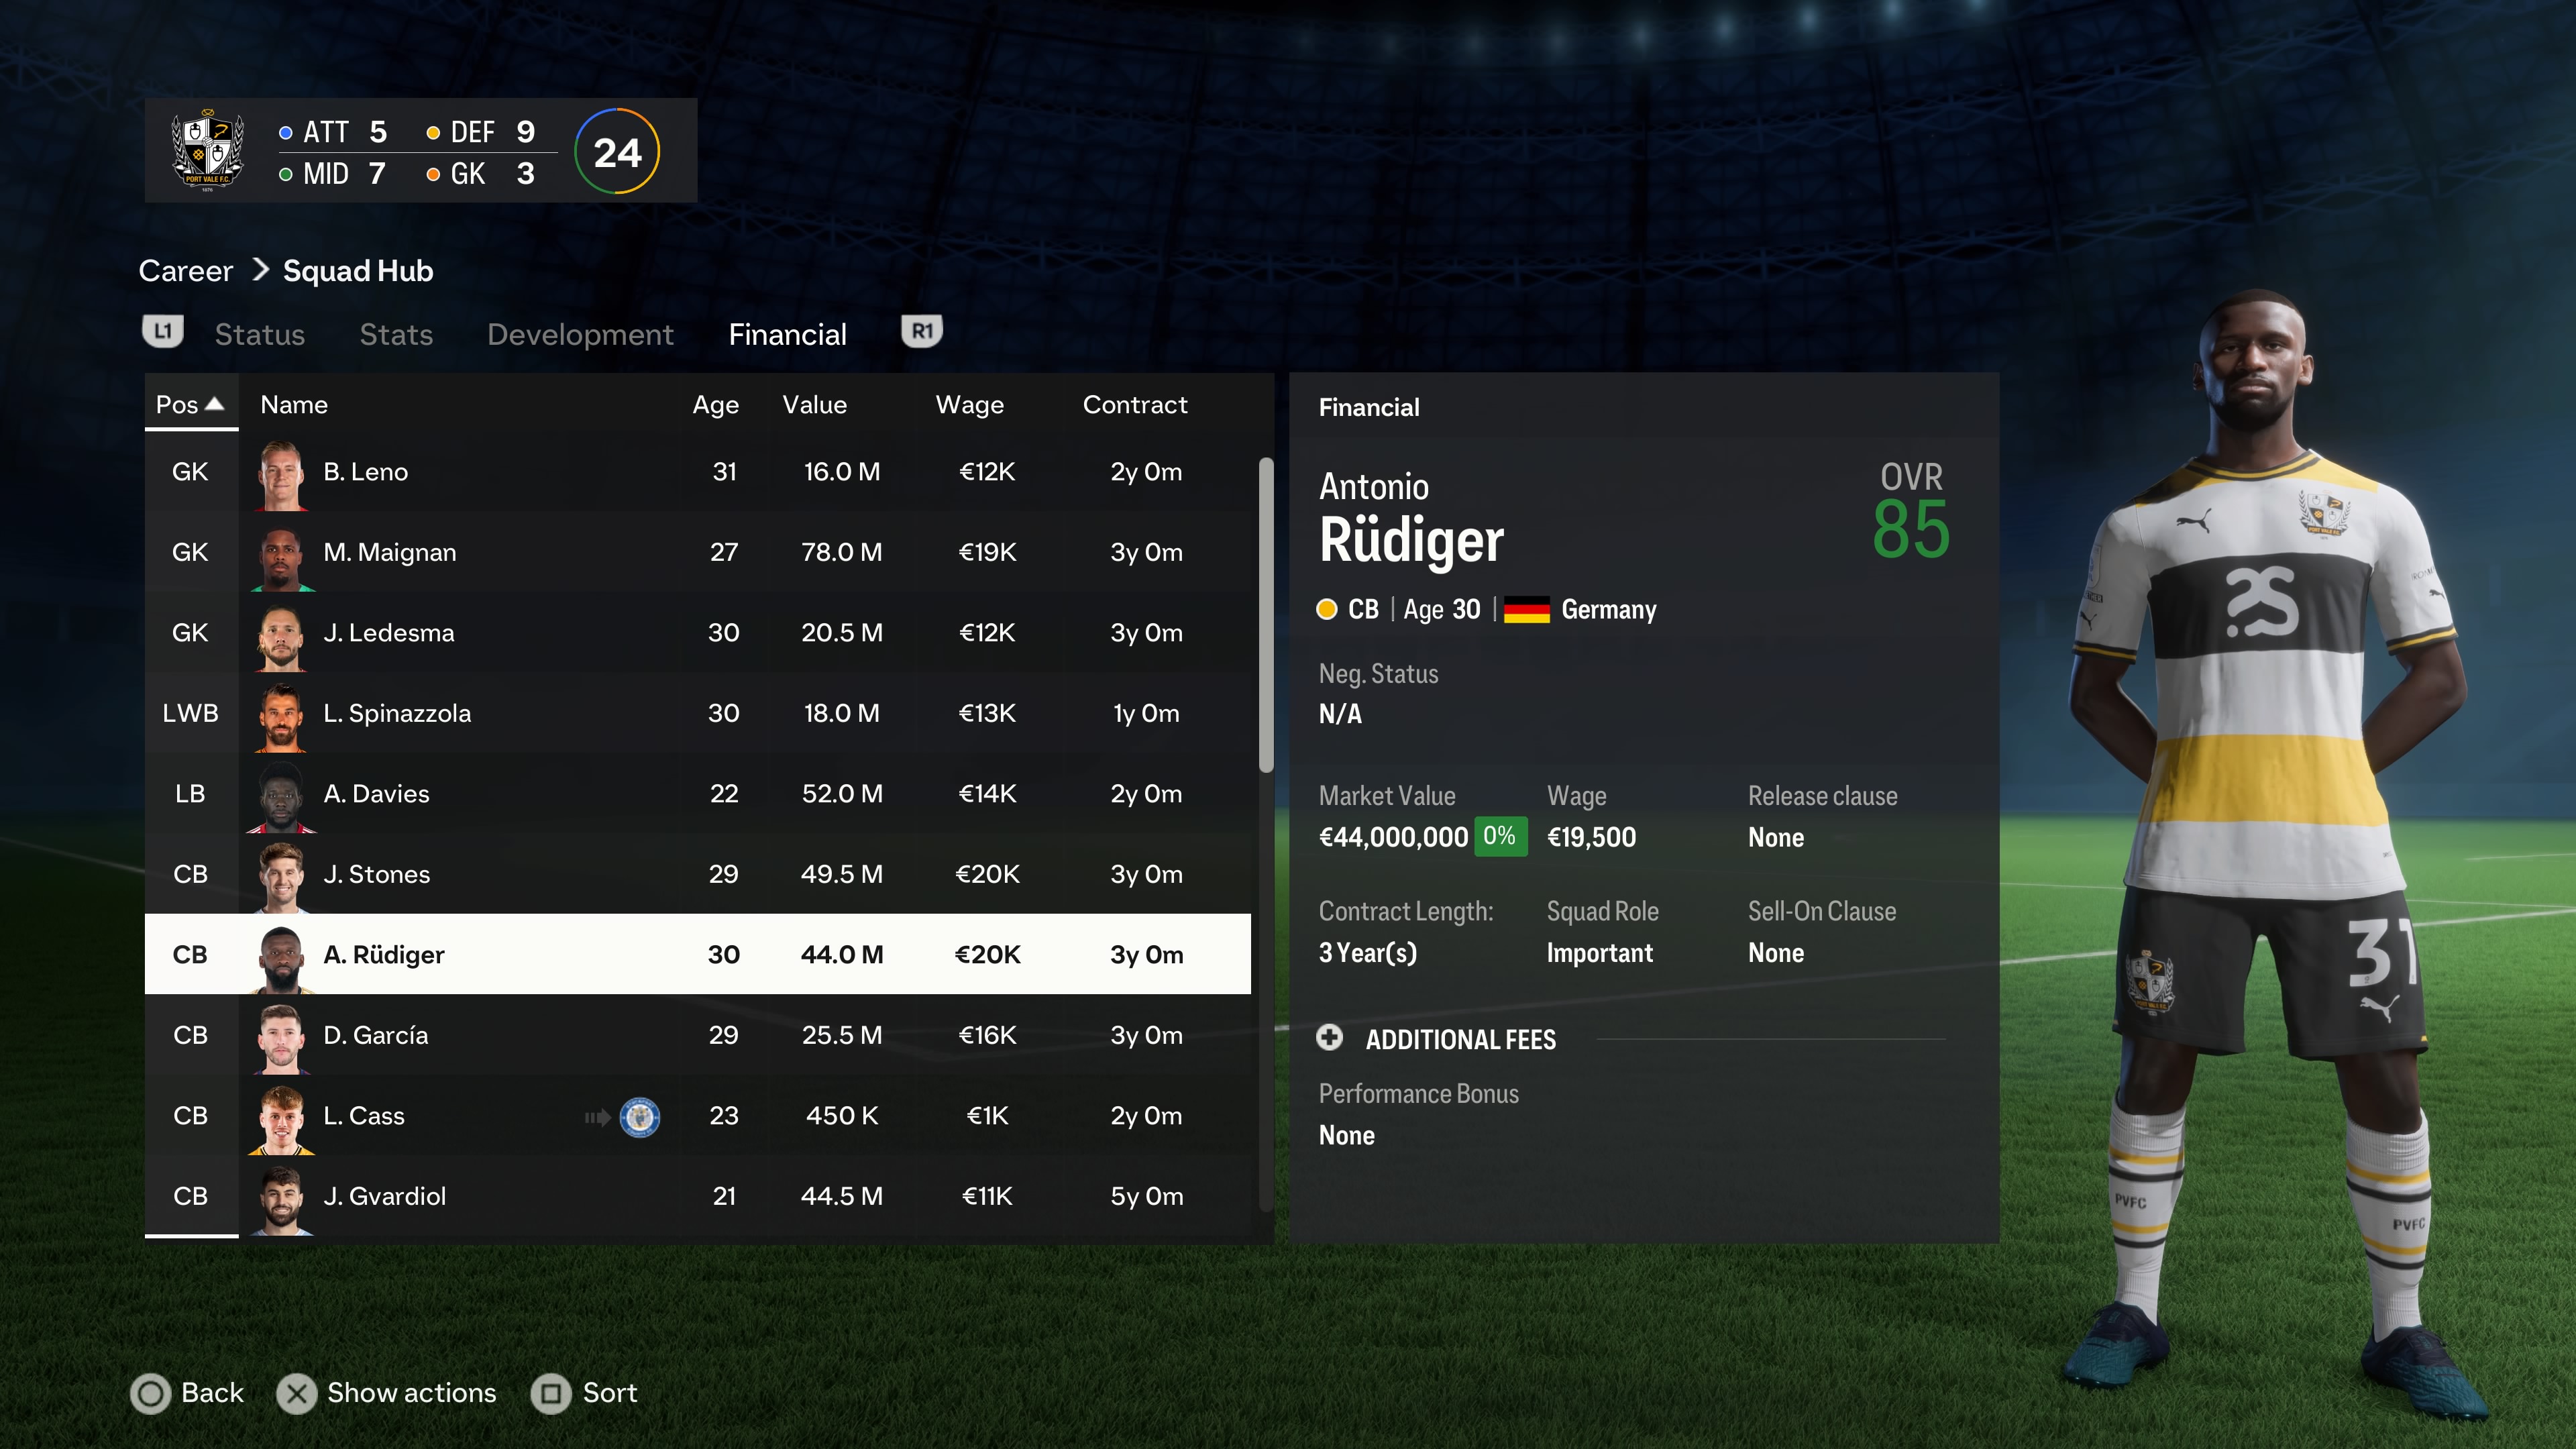 ATT 5 DEF 9
24
MID 7 GK 3
PORT VALE F.C.
Career > Squad Hub
L1 Status Stats Development Financial R1
Pos Name Age Value Wage Contract
GK B. Leno 31 16.0 M €12K 2y 0m
GK M. Maignan 27 78.0 M €19K 3y 0m
GK J. Ledesma 30 20.5 M €12K 3y 0m
LWB L. Spinazzola 30 18.0 M €13K 1y 0m
LB A. Davies 22 52.0 M €14K 2y 0m
CB J. Stones 29 49.5 M €20K 3y 0m
CB A. Rüdiger 30 44.0 M €20K 3y 0m
CB D. García 29 25.5 M €16K 3y 0m
CB L. Cass 23 450 K €1K 2y 0m
CB J. Gvardiol 21 44.5 M €11K 5y 0m
Financial
Antonio
Rüdiger
OVR
85
CB | Age 30 | Germany
Neg. Status
N/A
Market Value Wage Release clause
€44,000,000 0% €19,500 None
Contract Length: Squad Role Sell-On Clause
3 Year(s) Important None
ADDITIONAL FEES
Performance Bonus
None
31
PVFC
PVFC
Back Show actions Sort